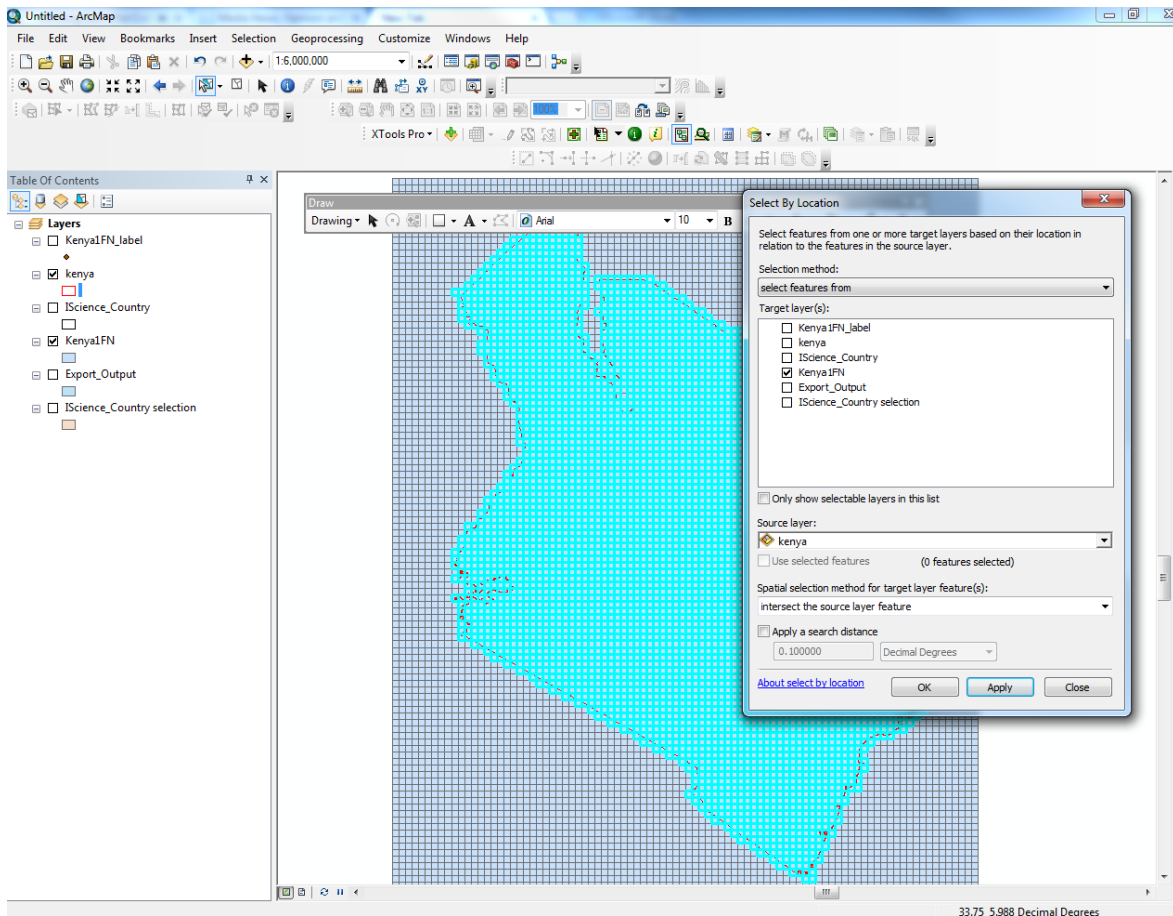 Untitled - ArcMap
File Edit View Bookmarks Insert Selection Geoprocessing Customize Windows Help
1:6,000,000
100%
XTools Pro
Table Of Contents
Layers
Kenya1FN_label
kenya
IScience_Country
Kenya1FN
Export_Output
IScience_Country selection
Draw
Drawing A Arial 10 B
Select By Location
Select features from one or more target layers based on their location in
relation to the features in the source layer.
Selection method:
select features from
Target layer(s):
Kenya1FN_label
kenya
IScience_Country
Kenya1FN
Export_Output
IScience_Country selection
Only show selectable layers in this list
Source layer:
kenya
Use selected features (0 features selected)
Spatial selection method for target layer feature(s):
intersect the source layer feature
Apply a search distance
0.100000 Decimal Degrees
About select by location OK Apply Close
33.75 5.988 Decimal Degrees